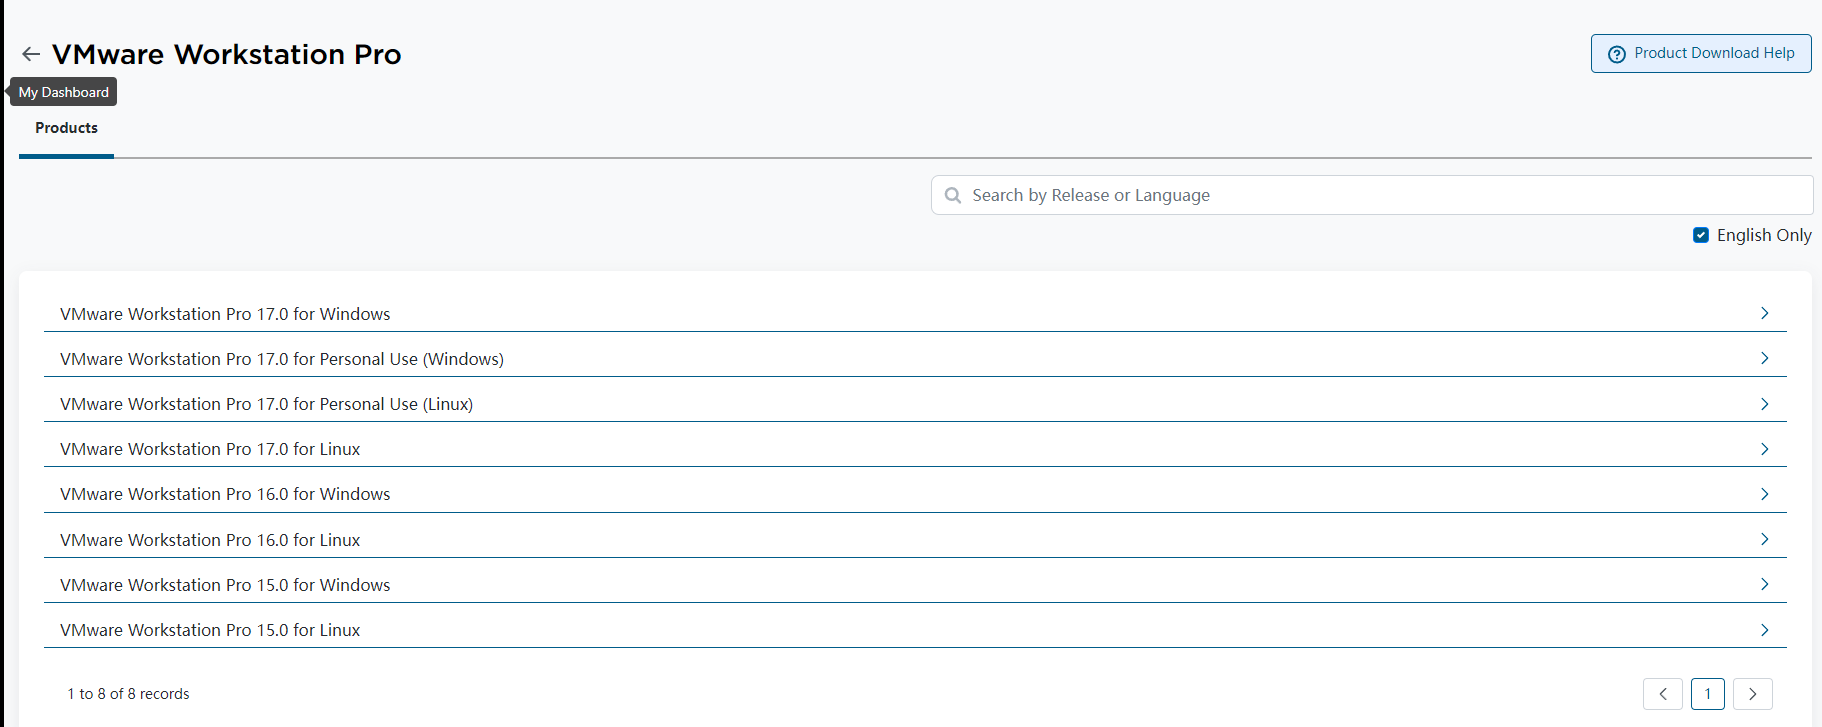 VMware Workstation Pro
Product Download Help
My Dashboard
Products
Search by Release or Language
English Only
VMware Workstation Pro 17.0 for Windows
VMware Workstation Pro 17.0 for Personal Use (Windows)
VMware Workstation Pro 17.0 for Personal Use (Linux)
VMware Workstation Pro 17.0 for Linux
VMware Workstation Pro 16.0 for Windows
VMware Workstation Pro 16.0 for Linux
VMware Workstation Pro 15.0 for Windows
VMware Workstation Pro 15.0 for Linux
1 to 8 of 8 records
1